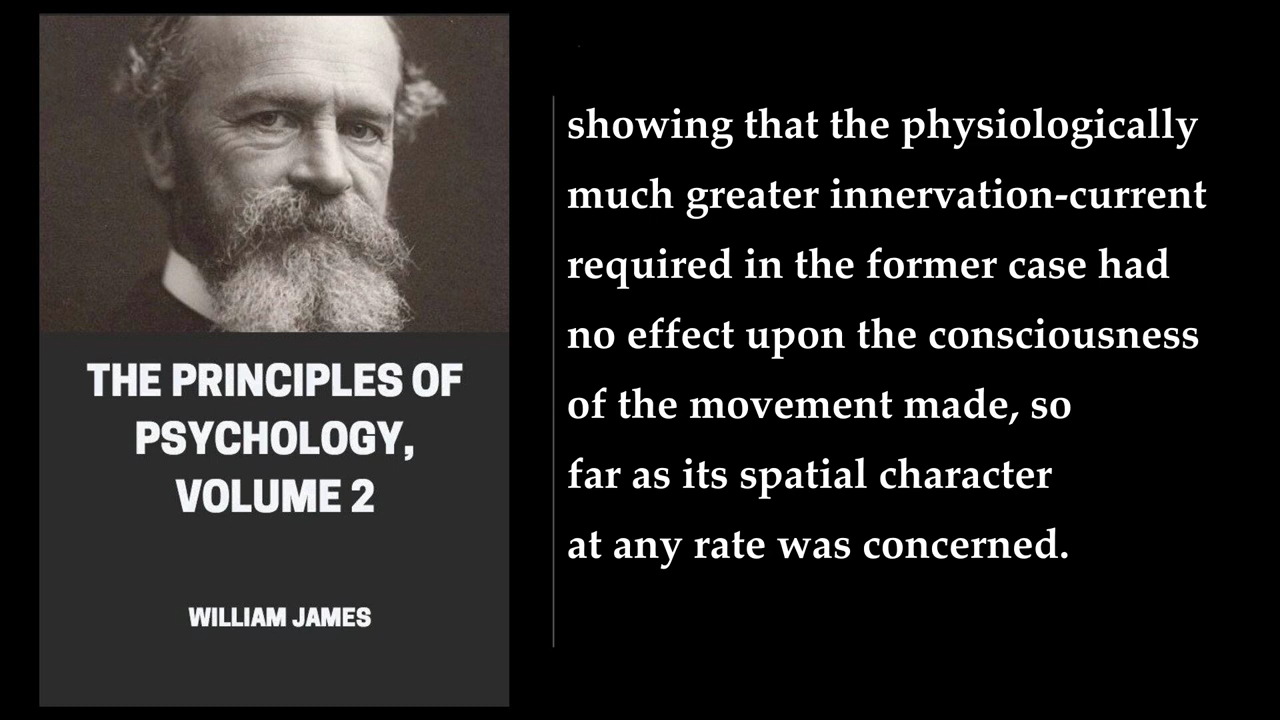 THE PRINCIPLES OF
PSYCHOLOGY,
VOLUME 2
WILLIAM JAMES
showing that the physiologically
much greater innervation-current
required in the former case had
no effect upon the consciousness
of the movement made, so
far as its spatial character
at any rate was concerned.